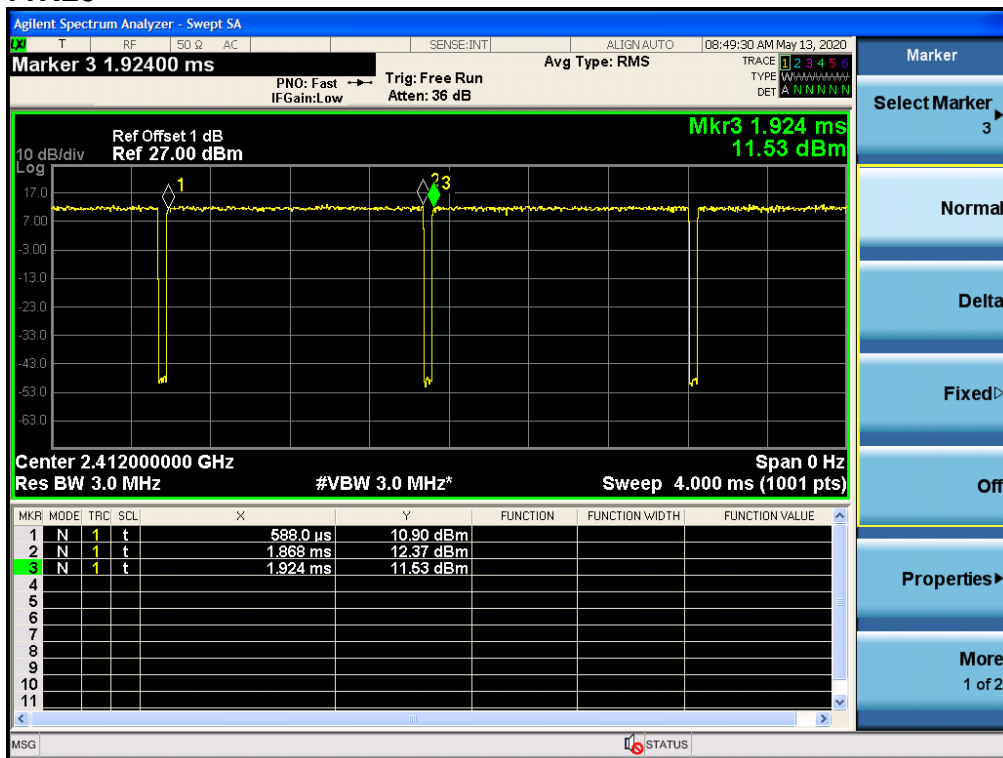 Agilent Spectrum Analyzer - Swept SA
LXI T RF 50 Ω AC SENSE:INT ALIGN AUTO 08:49:30 AM May 13, 2020
Marker 3 1.92400 ms
PNO: Fast
IFGain:Low
Trig: Free Run
Atten: 36 dB
Avg Type: RMS
TRACE 1 2 3 4 5 6
TYPE
DET A N N N N N
Mkr3 1.924 ms
11.53 dBm
Ref Offset 1 dB
10 dB/div Ref 27.00 dBm
Log
17.0
7.00
-3.00
-13.0
-23.0
-33.0
-43.0
-53.0
-63.0
1
3
Center 2.412000000 GHz Span 0 Hz
Res BW 3.0 MHz #VBW 3.0 MHz* Sweep 4.000 ms (1001 pts)
MKR MODE TRC SCL X Y FUNCTION FUNCTION WIDTH FUNCTION VALUE
1 N 1 t 588.0 µs 10.90 dBm
2 N 1 t 1.868 ms 12.37 dBm
3 N 1 t 1.924 ms 11.53 dBm
4
5
6
7
8
9
10
11
MSG STATUS
Marker
Select Marker
3
Normal
Delta
Fixed
Off
Properties
More
1 of 2